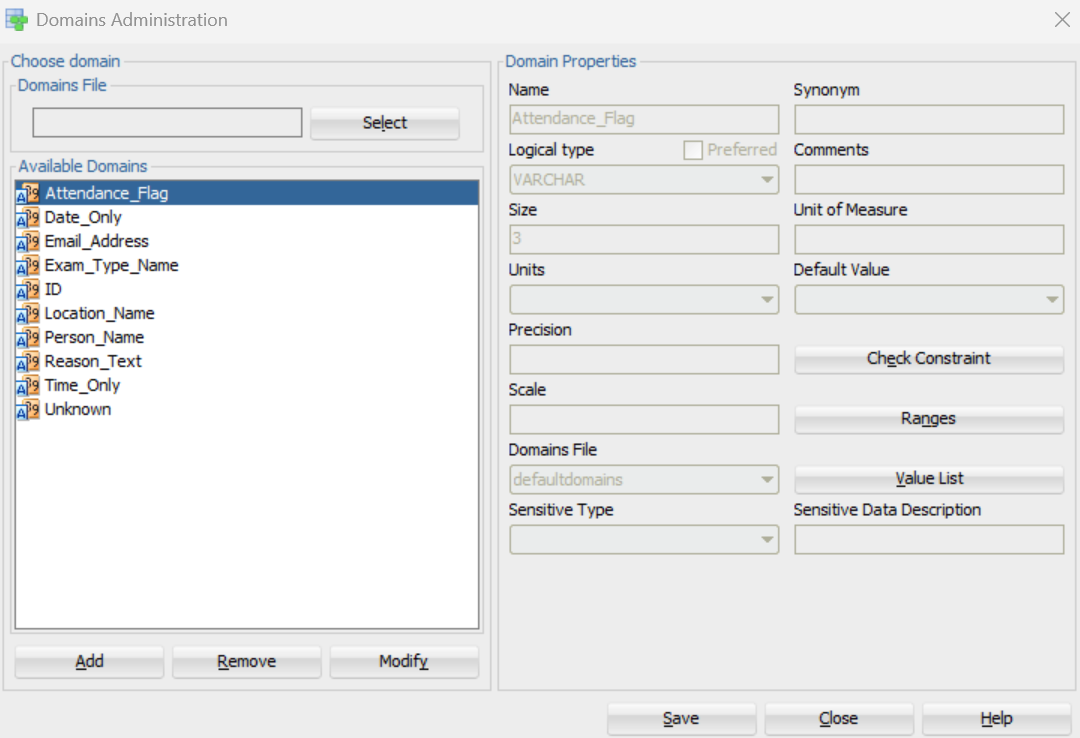 Domains Administration
Choose domain
Domains File
Select
Available Domains
Attendance_Flag
Date_Only
Email_Address
Exam_Type_Name
ID
Location_Name
Person_Name
Reason_Text
Time_Only
Unknown
Add Remove Modify
Domain Properties
Name Synonym
Attendance_Flag
Logical type Preferred Comments
VARCHAR
Size Unit of Measure
3
Units Default Value
Precision
Check Constraint
Scale
Ranges
Domains File
defaultdomains Value List
Sensitive Type Sensitive Data Description
Save Close Help